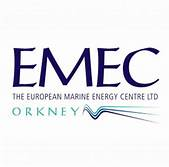 EMEC
THE EUROPEAN MARINE ENERGY CENTRE LTD
ORKNEY